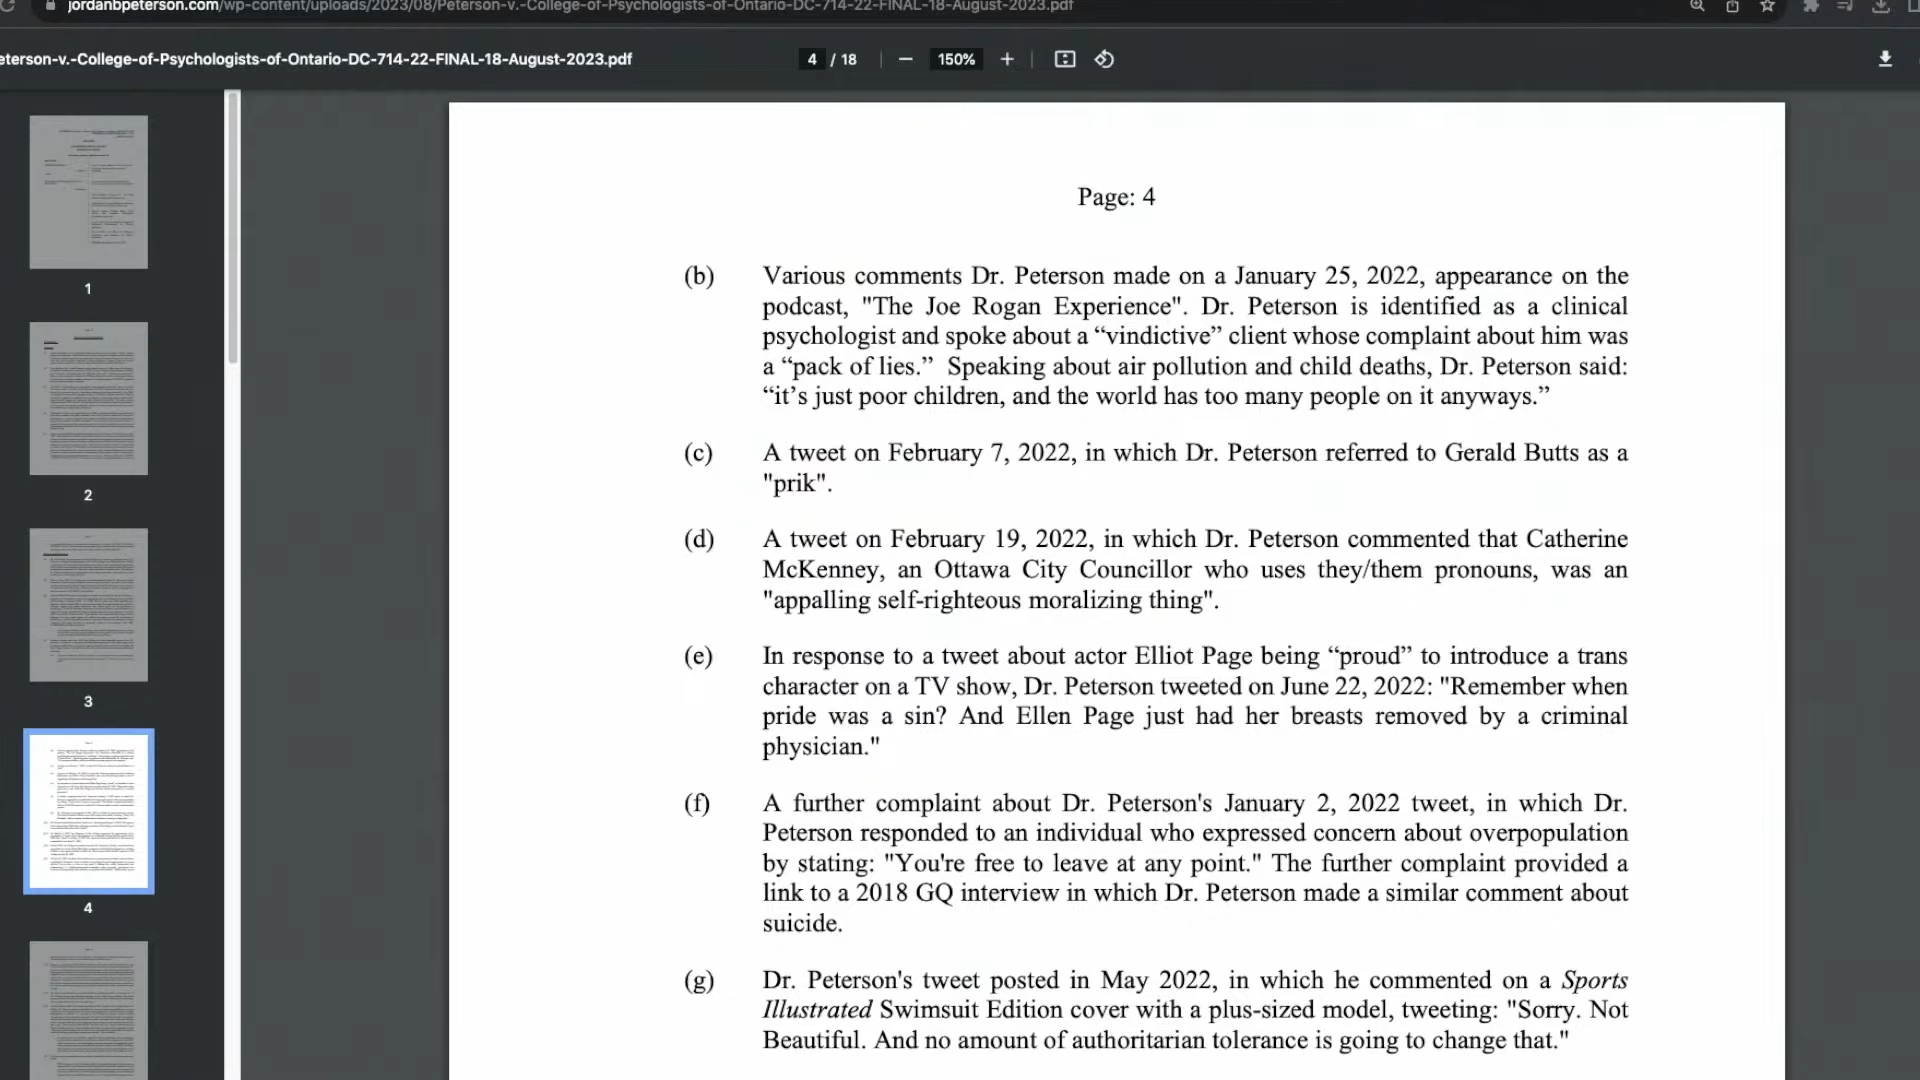 jordanbpeterson.com/wp-content/uploads/2023/08/Peterson-v.-College-of-Psychologists-of-Ontario-DC-714-22-FINAL-18-August-2023.pdf
eterson-v.-College-of-Psychologists-of-Ontario-DC-714-22-FINAL-18-August-2023.pdf
4 / 18
150%
1
2
3
4
Page: 4
(b) Various comments Dr. Peterson made on a January 25, 2022, appearance on the
podcast, "The Joe Rogan Experience". Dr. Peterson is identified as a clinical
psychologist and spoke about a “vindictive” client whose complaint about him was
a “pack of lies.” Speaking about air pollution and child deaths, Dr. Peterson said:
“it’s just poor children, and the world has too many people on it anyways.”
(c) A tweet on February 7, 2022, in which Dr. Peterson referred to Gerald Butts as a
"prik".
(d) A tweet on February 19, 2022, in which Dr. Peterson commented that Catherine
McKenney, an Ottawa City Councillor who uses they/them pronouns, was an
"appalling self-righteous moralizing thing".
(e) In response to a tweet about actor Elliot Page being “proud” to introduce a trans
character on a TV show, Dr. Peterson tweeted on June 22, 2022: "Remember when
pride was a sin? And Ellen Page just had her breasts removed by a criminal
physician."
(f) A further complaint about Dr. Peterson's January 2, 2022 tweet, in which Dr.
Peterson responded to an individual who expressed concern about overpopulation
by stating: "You're free to leave at any point." The further complaint provided a
link to a 2018 GQ interview in which Dr. Peterson made a similar comment about
suicide.
(g) Dr. Peterson's tweet posted in May 2022, in which he commented on a Sports
Illustrated Swimsuit Edition cover with a plus-sized model, tweeting: "Sorry. Not
Beautiful. And no amount of authoritarian tolerance is going to change that."